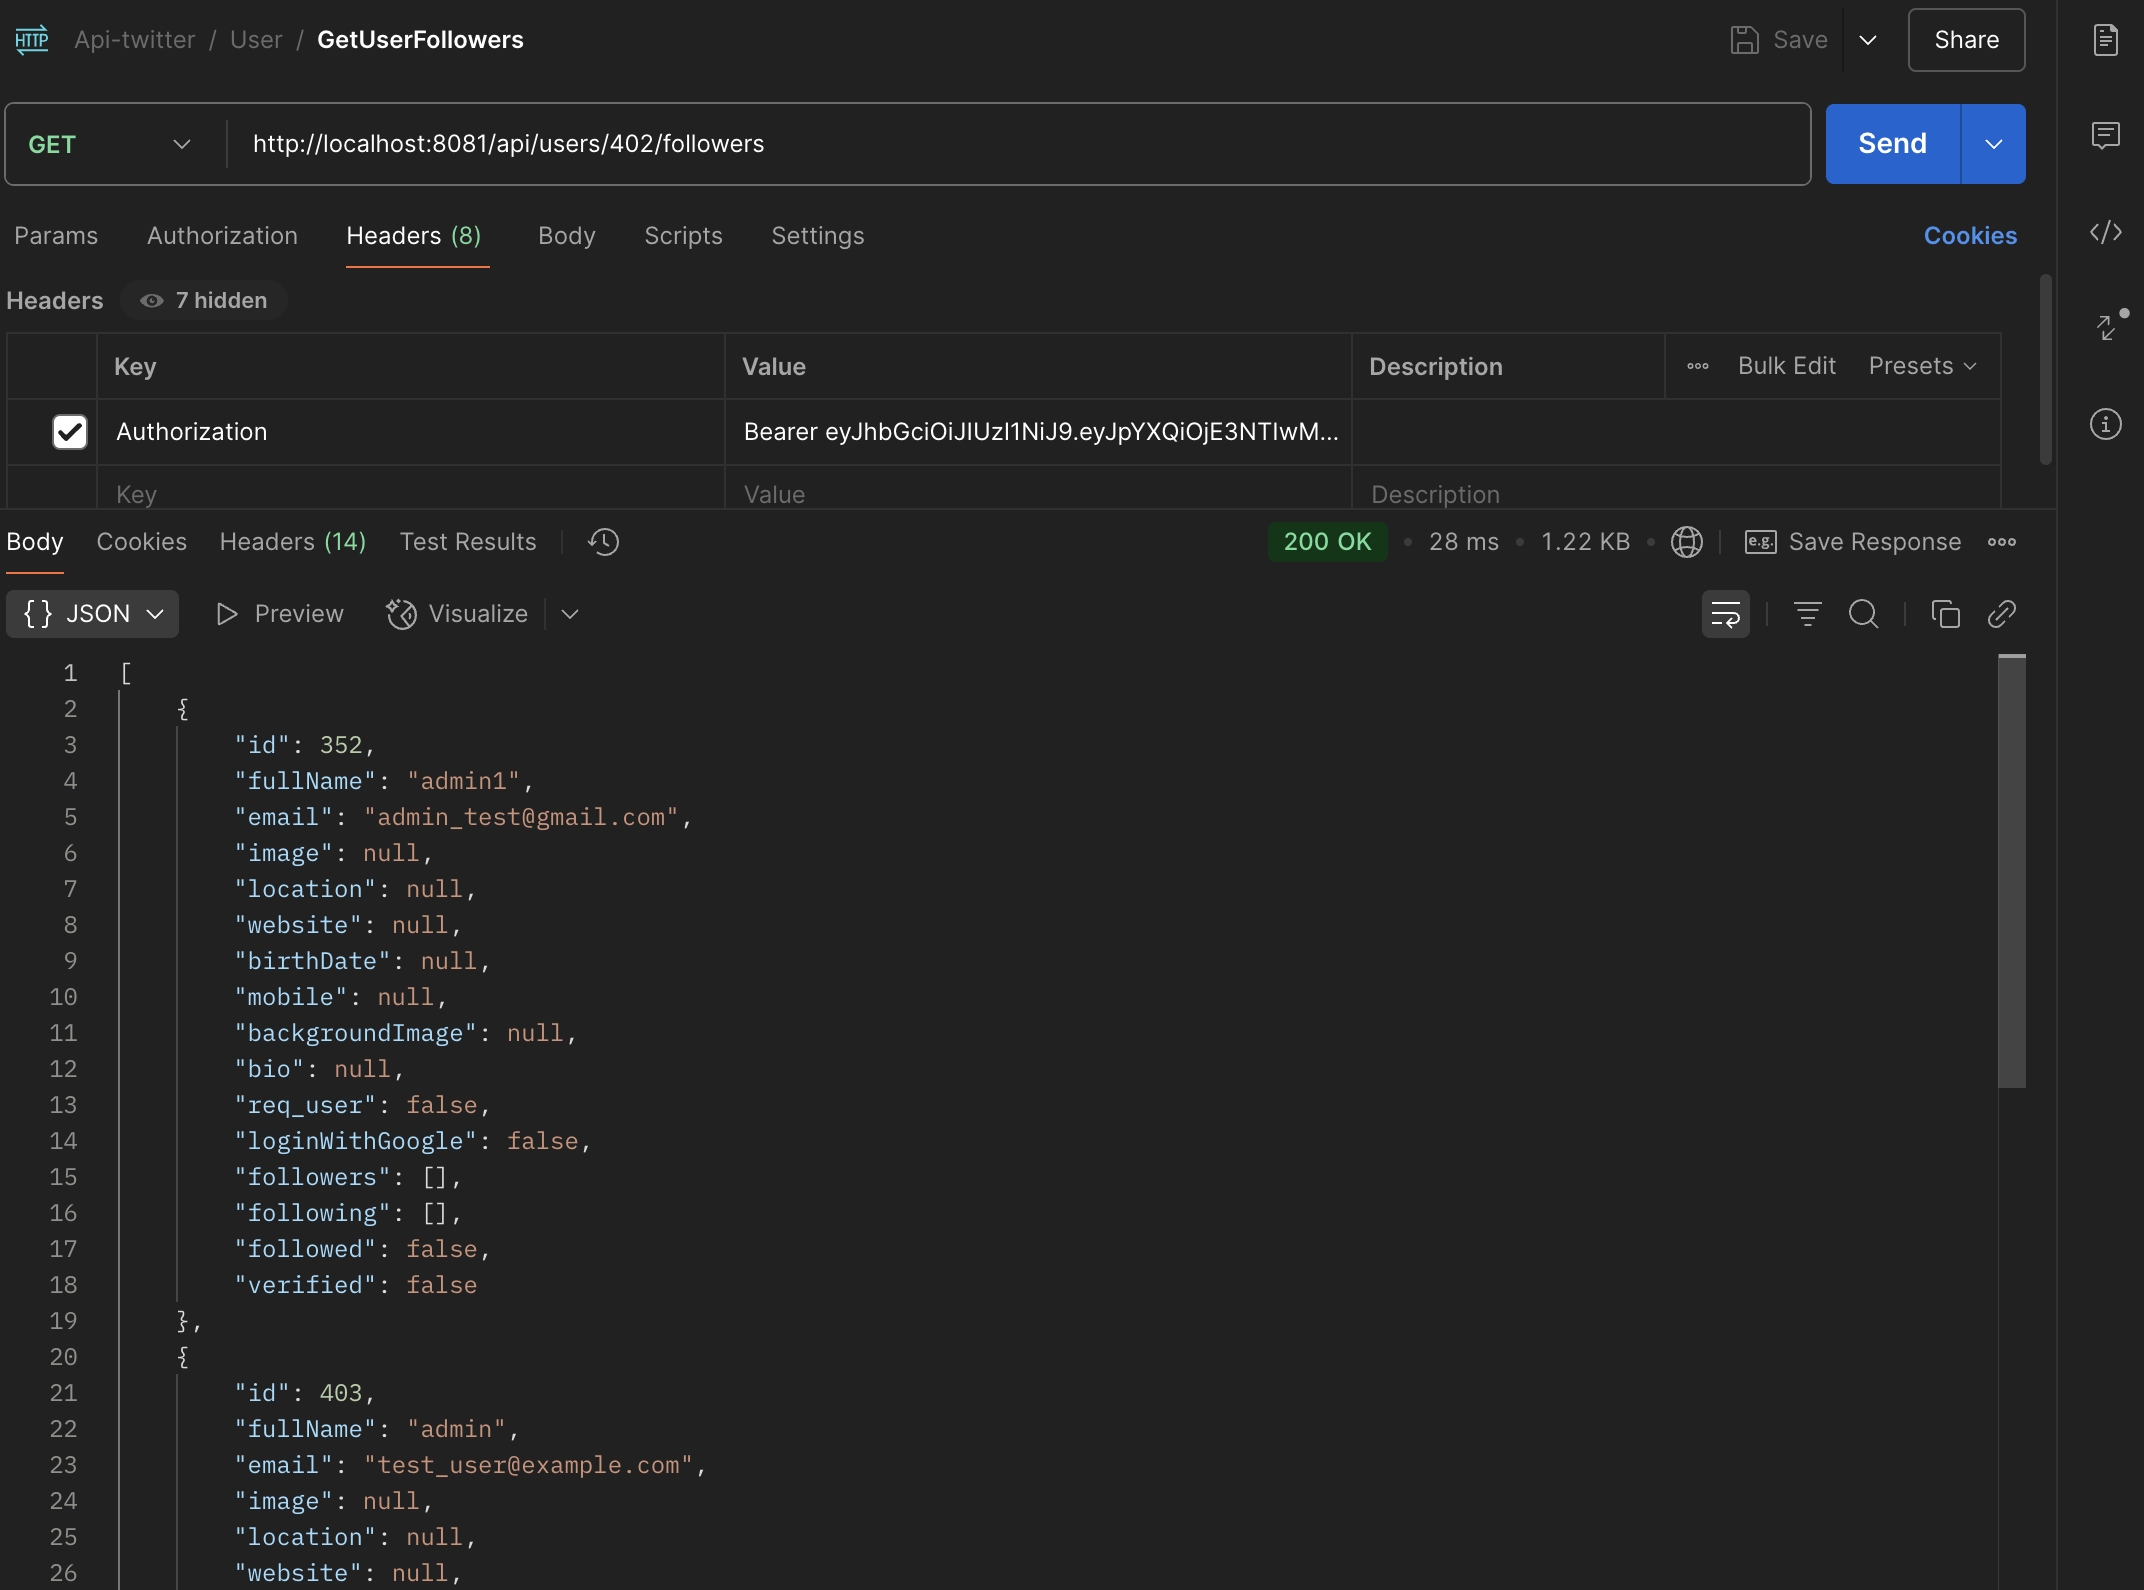 HTTP Api-twitter / User / GetUserFollowers Save Share
GET http://localhost:8081/api/users/402/followers Send
Params Authorization Headers (8) Body Scripts Settings Cookies
Headers 7 hidden
Key Value Description Bulk Edit Presets
Authorization Bearer eyJhbGciOiJIUzI1NiJ9.eyJpYXQiOjE3NTIwM...
Key Value Description
Body Cookies Headers (14) Test Results 200 OK • 28 ms • 1.22 KB • e.g. Save Response
{} JSON Preview Visualize
1 [
2 {
3 "id": 352,
4 "fullName": "admin1",
5 "email": "admin_test@gmail.com",
6 "image": null,
7 "location": null,
8 "website": null,
9 "birthDate": null,
10 "mobile": null,
11 "backgroundImage": null,
12 "bio": null,
13 "req_user": false,
14 "loginWithGoogle": false,
15 "followers": [],
16 "following": [],
17 "followed": false,
18 "verified": false
19 },
20 {
21 "id": 403,
22 "fullName": "admin",
23 "email": "test_user@example.com",
24 "image": null,
25 "location": null,
26 "website": null,